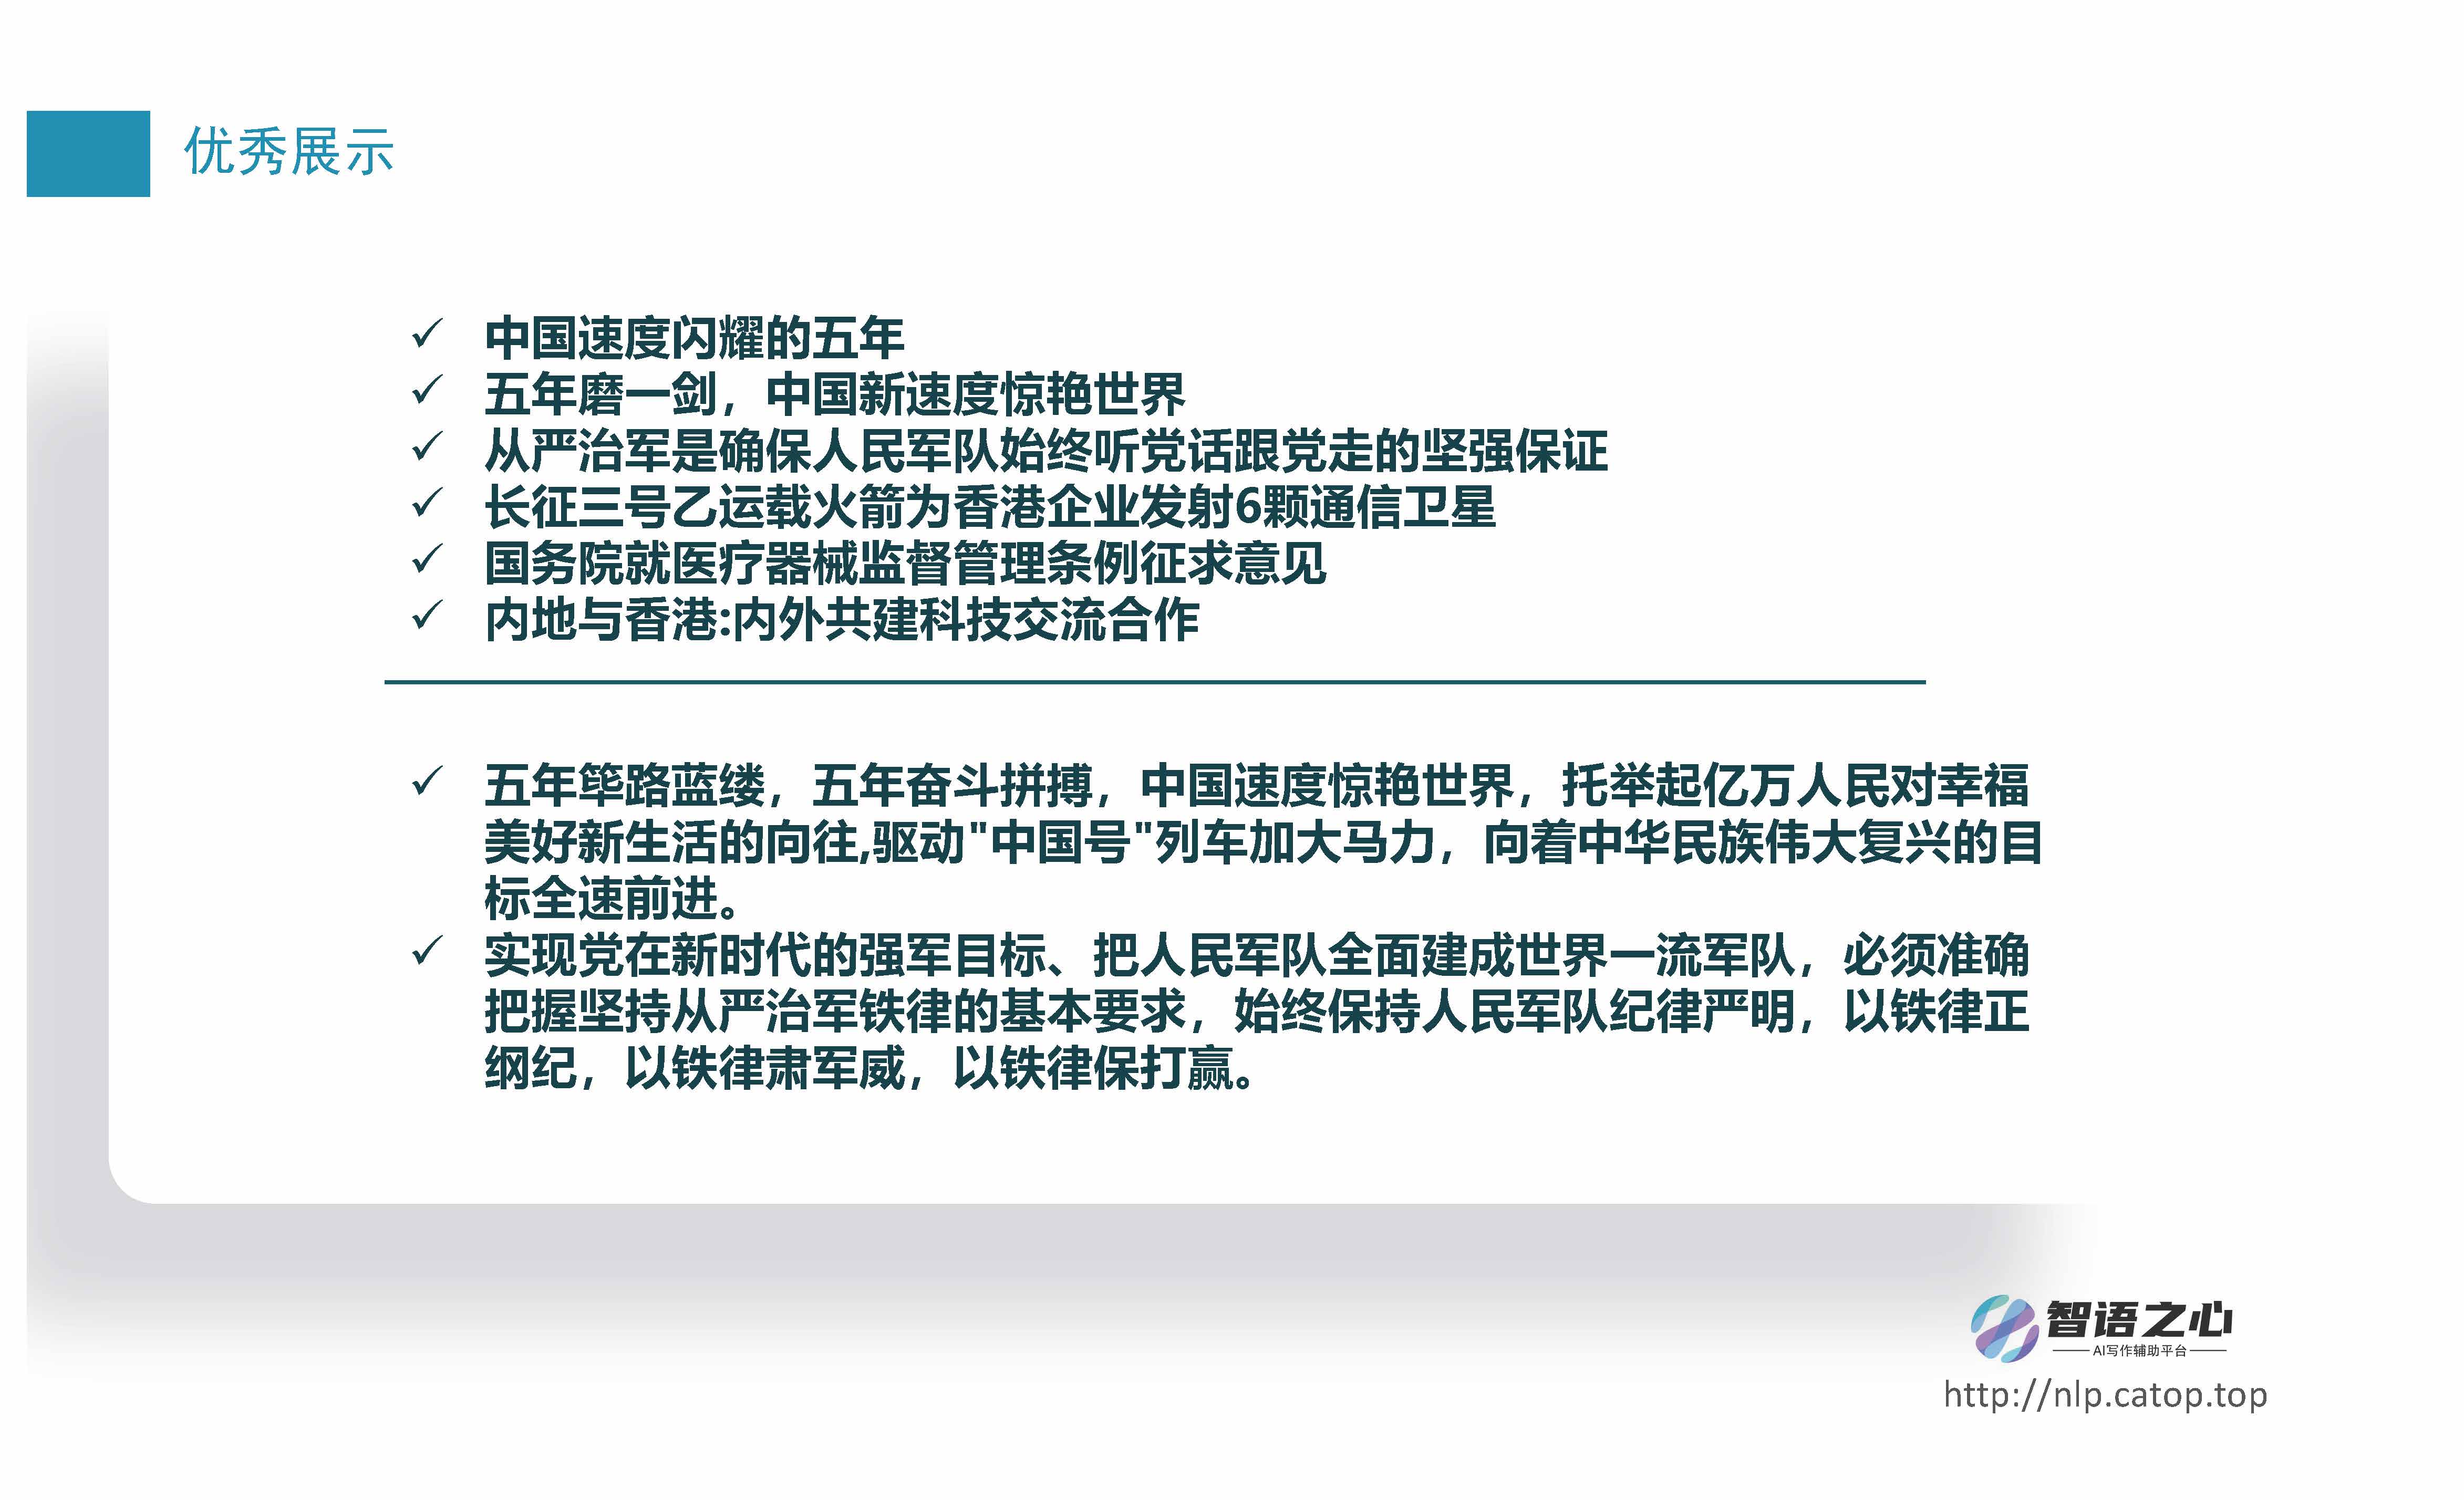 优秀展示
✓ 中国速度闪耀的五年
✓ 五年磨一剑，中国新速度惊艳世界
✓ 从严治军是确保人民军队始终听党话跟党走的坚强保证
✓ 长征三号乙运载火箭为香港企业发射6颗通信卫星
✓ 国务院就医疗器械监督管理条例征求意见
✓ 内地与香港:内外共建科技交流合作
✓ 五年筚路蓝缕，五年奋斗拼搏，中国速度惊艳世界，托举起亿万人民对幸福
美好新生活的向往,驱动"中国号"列车加大马力，向着中华民族伟大复兴的目
标全速前进。
✓ 实现党在新时代的强军目标、把人民军队全面建成世界一流军队，必须准确
把握坚持从严治军铁律的基本要求，始终保持人民军队纪律严明，以铁律正
纲纪，以铁律肃军威，以铁律保打赢。
智语之心
AI写作辅助平台
http://nlp.catop.top